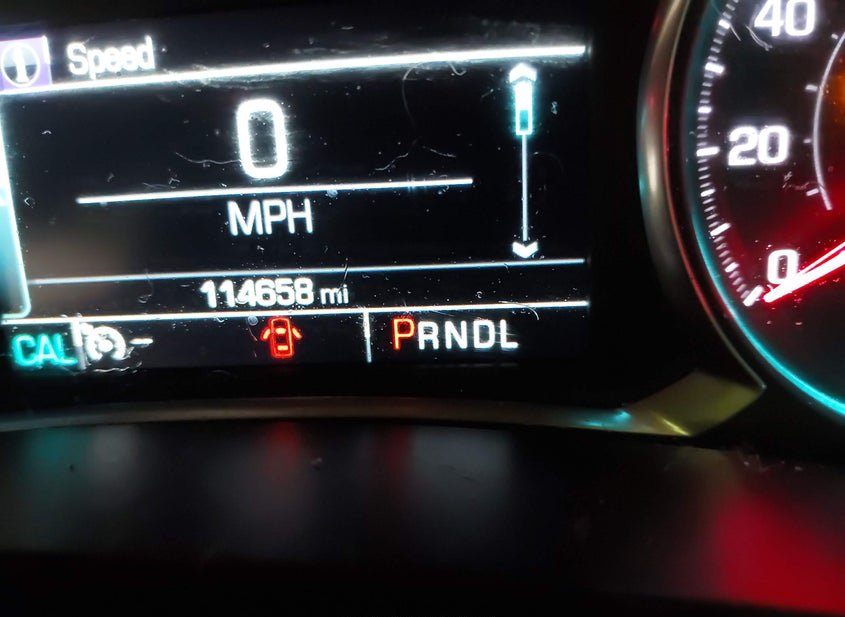 Speed
0
MPH
114658 mi
CAL
PRNDL
40
20
0